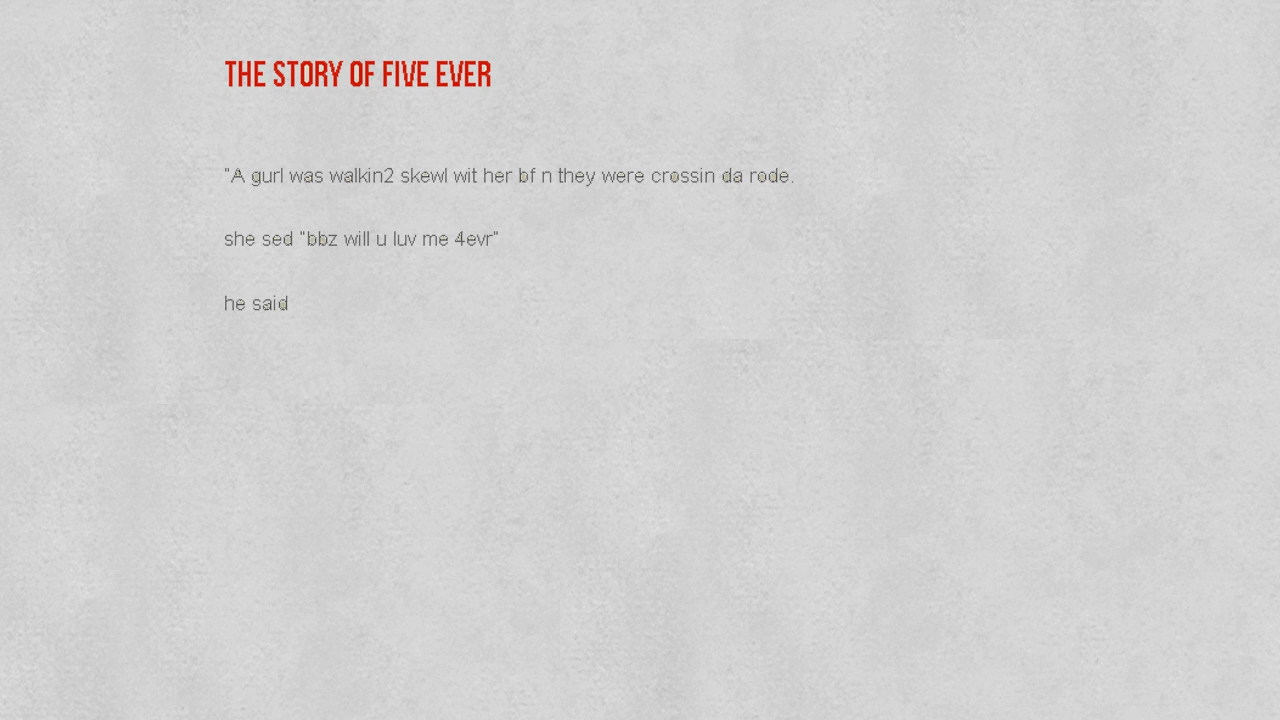 THE STORY OF FIVE EVER
"A gurl was walkin2 skewl wit her bf n they were crossin da rode.
she sed "bbz will u luv me 4evr"
he said